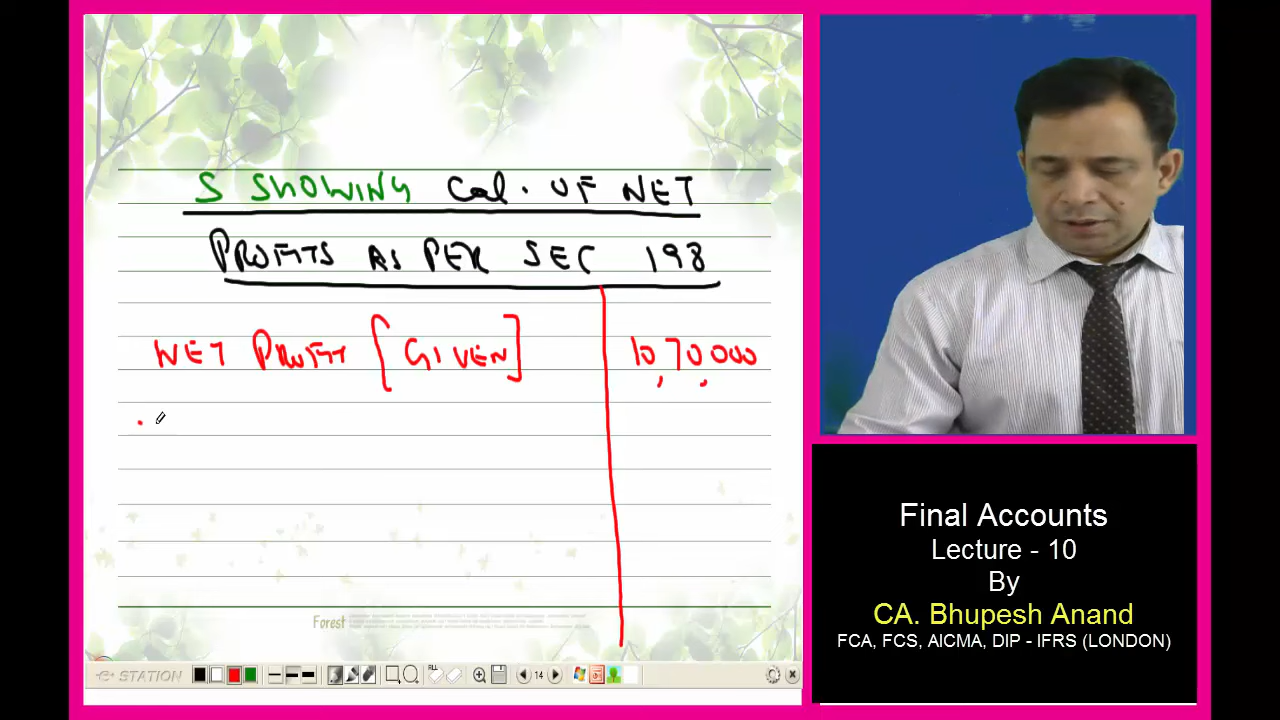 S SHOWING Cal. OF NET
PROFITS AS PER SEC 198
NET PROFIT [GIVEN] 10,70,000
Forest
e STATION
ALL
14
Final Accounts
Lecture - 10
By
CA. Bhupesh Anand
FCA, FCS, AICMA, DIP - IFRS (LONDON)